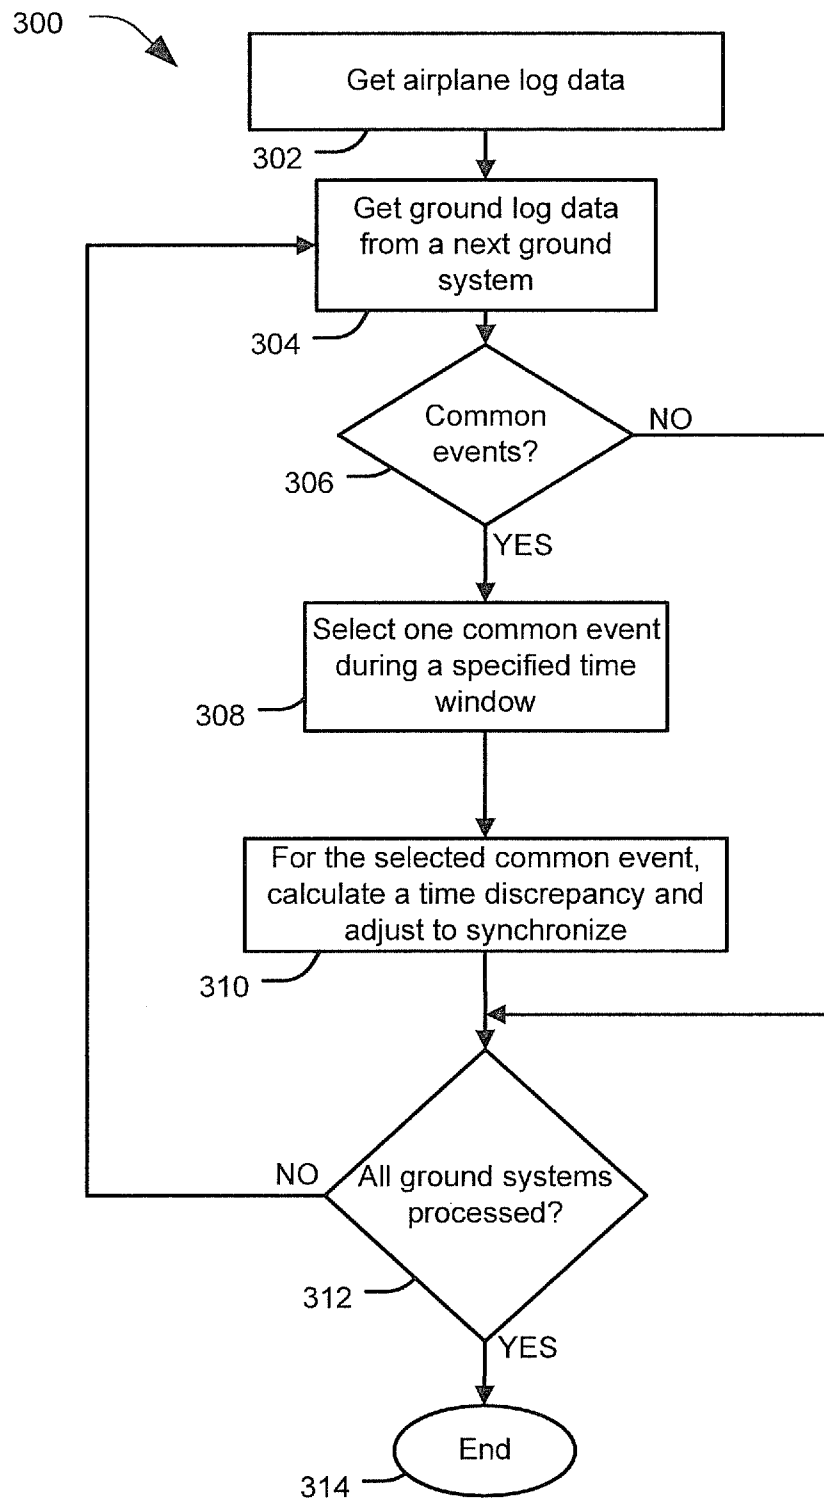 300
Get airplane log data
302
Get ground log data
from a next ground
system
304
Common
events?
NO
306
YES
Select one common event
during a specified time
window
308
For the selected common event,
calculate a time discrepancy and
adjust to synchronize
310
NO
All ground systems
processed?
312
YES
End
314